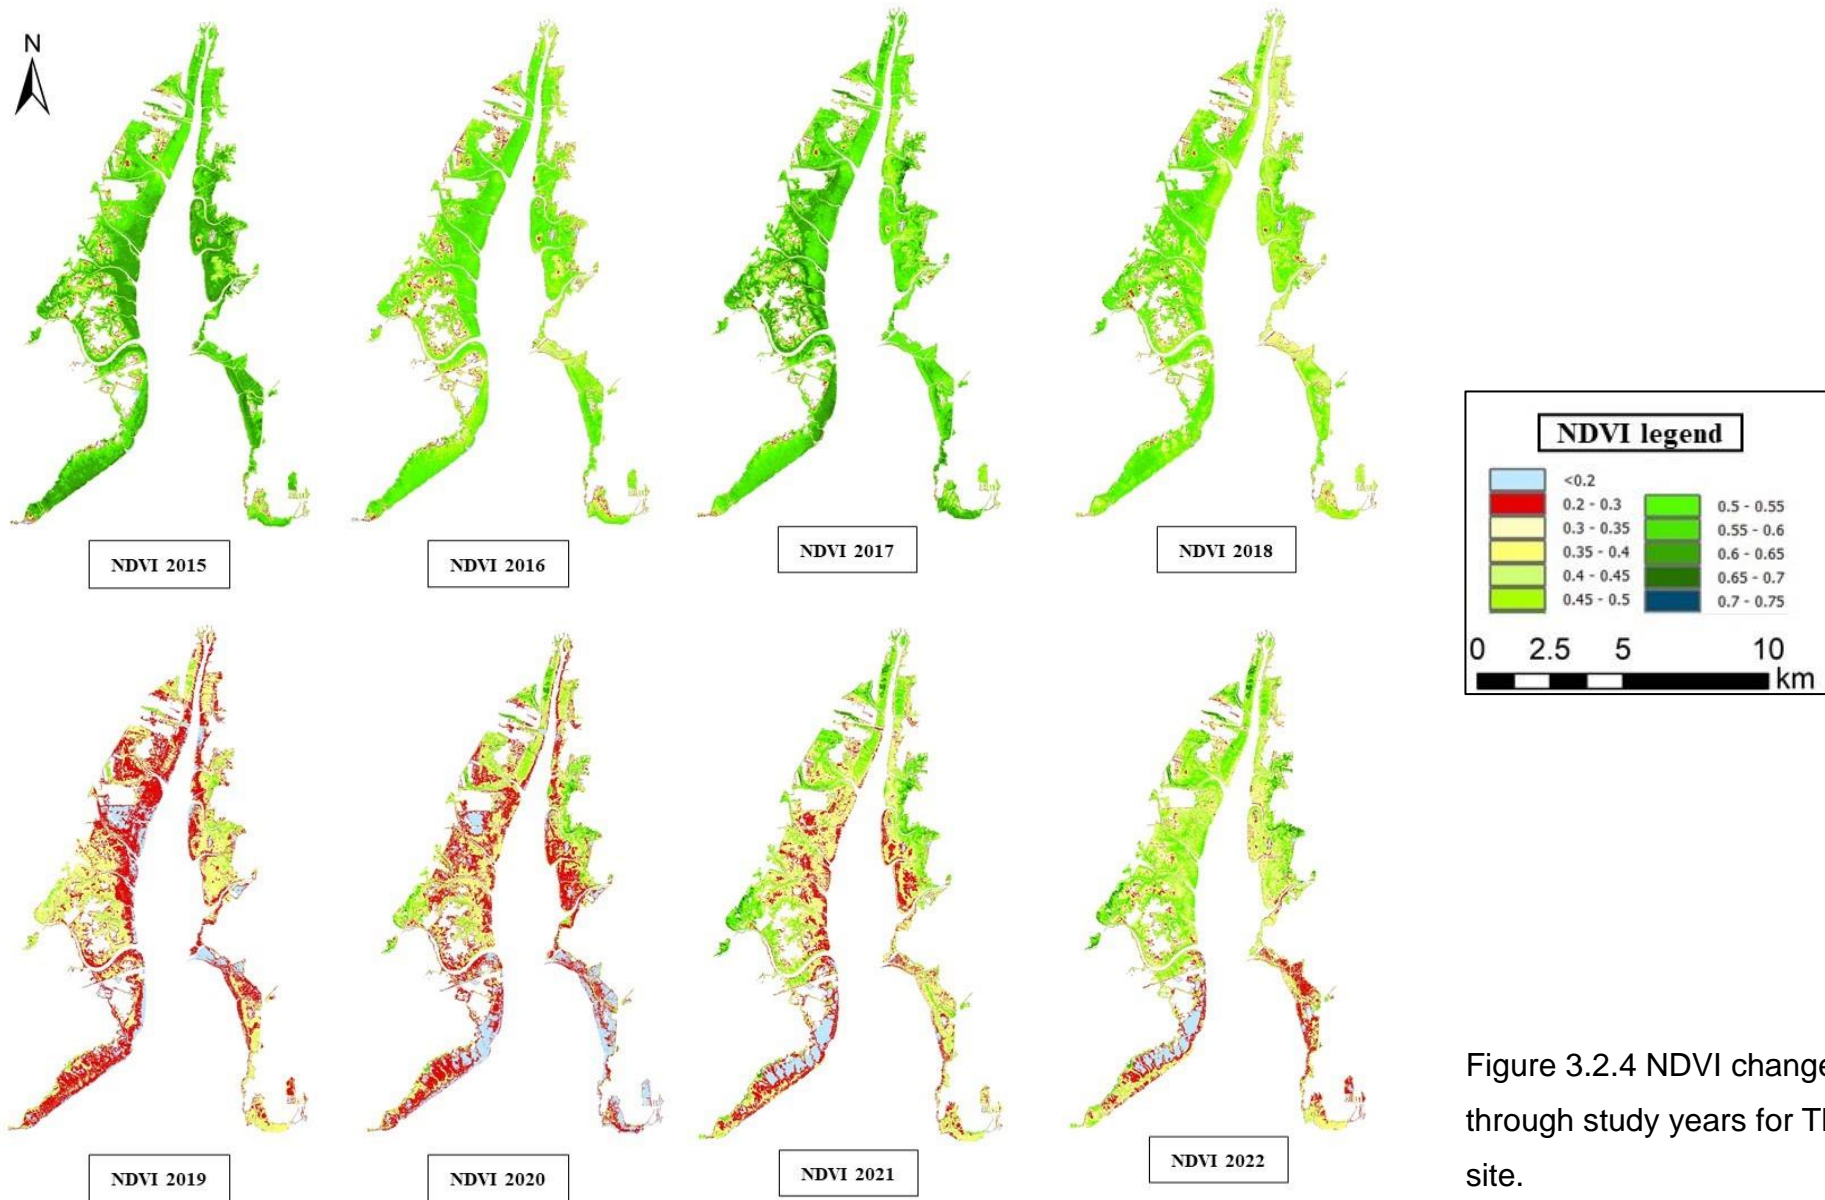 N
NDVI 2015
NDVI 2016
NDVI 2017
NDVI 2018
NDVI legend
<0.2
0.2 - 0.3
0.3 - 0.35
0.35 - 0.4
0.4 - 0.45
0.45 - 0.5
0.5 - 0.55
0.55 - 0.6
0.6 - 0.65
0.65 - 0.7
0.7 - 0.75
0 2.5 5 10
km
NDVI 2019
NDVI 2020
NDVI 2021
NDVI 2022
Figure 3.2.4 NDVI change
through study years for
site.